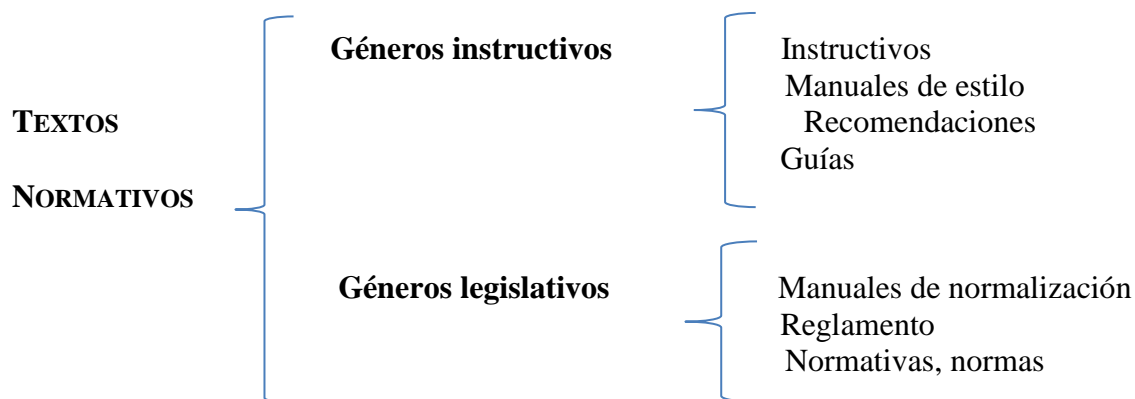 TEXTOS
NORMATIVOS
Géneros instructivos
Instructivos
Manuales de estilo
Recomendaciones
Guías
Géneros legislativos
Manuales de normalización
Reglamento
Normativas, normas